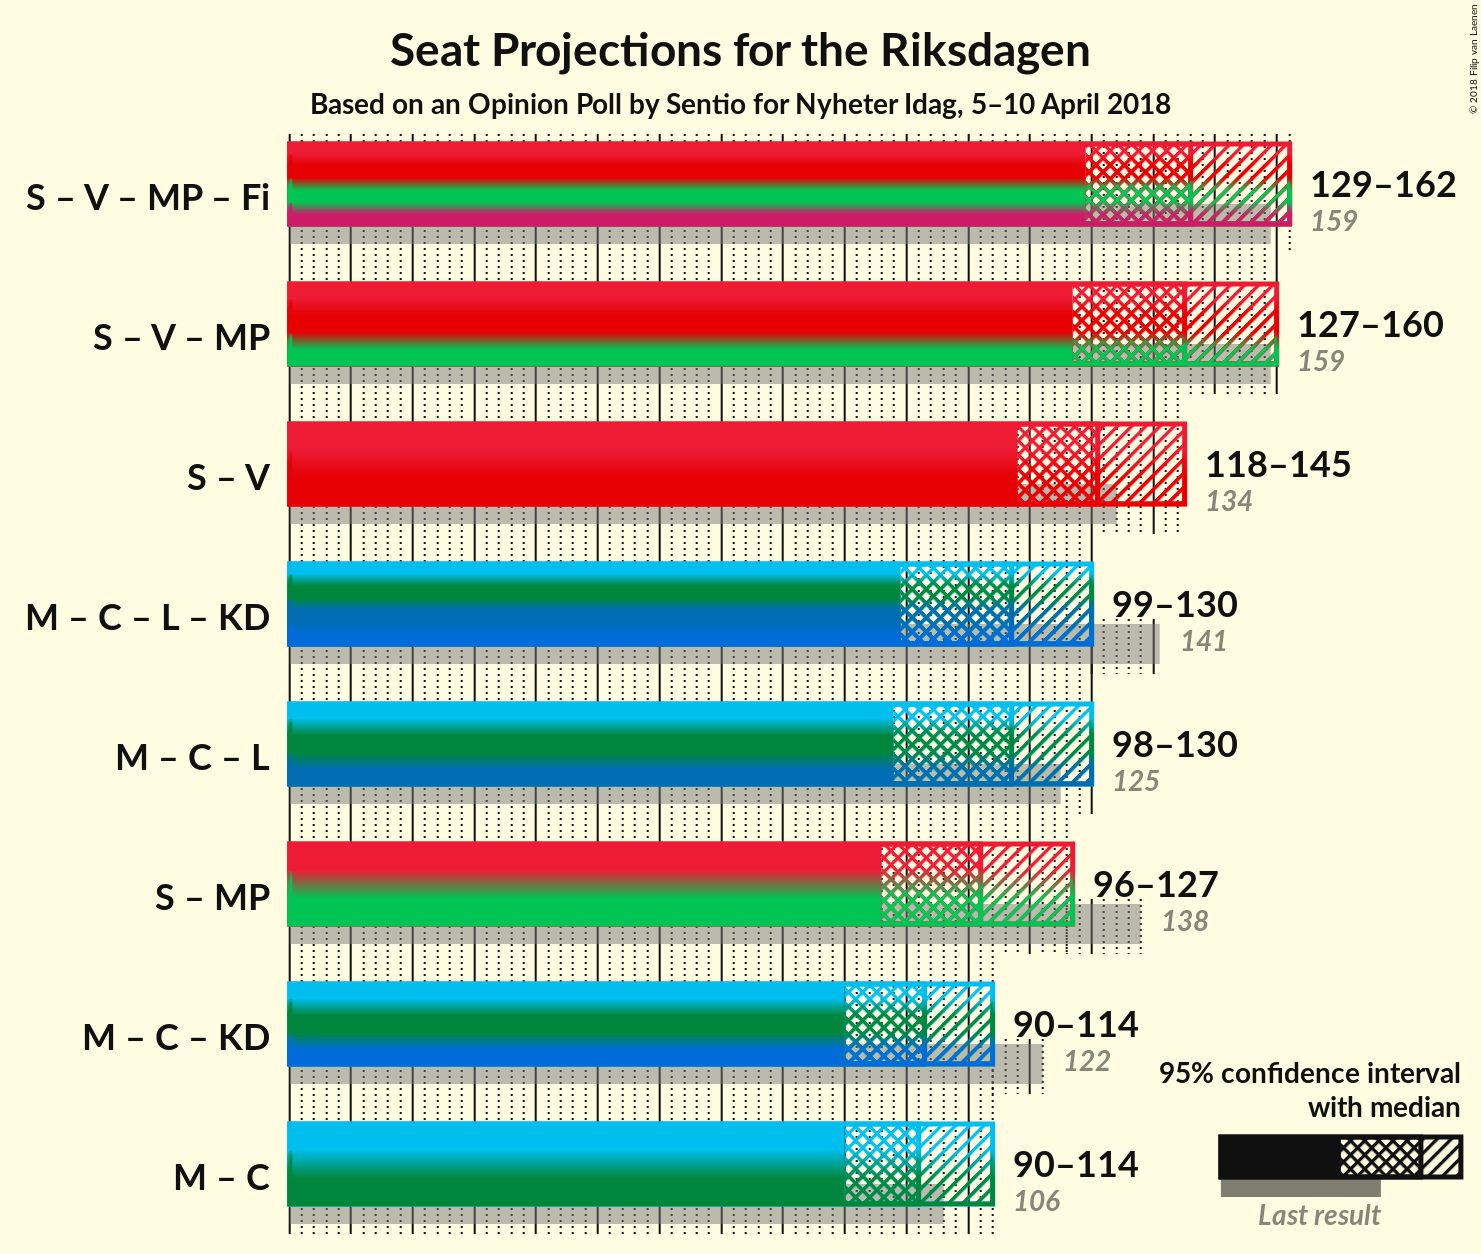 Seat Projections for the Riksdagen
Based on an Opinion Poll by Sentio for Nyheter Idag, 5–10 April 2018
© 2018 Filip van Laenen
S – V – MP – Fi
129–162
159
S – V – MP
127–160
159
S – V
118–145
134
M – C – L – KD
99–130
141
M – C – L
98–130
125
S – MP
96–127
138
M – C – KD
90–114
122
M – C
90–114
106
95% confidence interval
with median
Last result